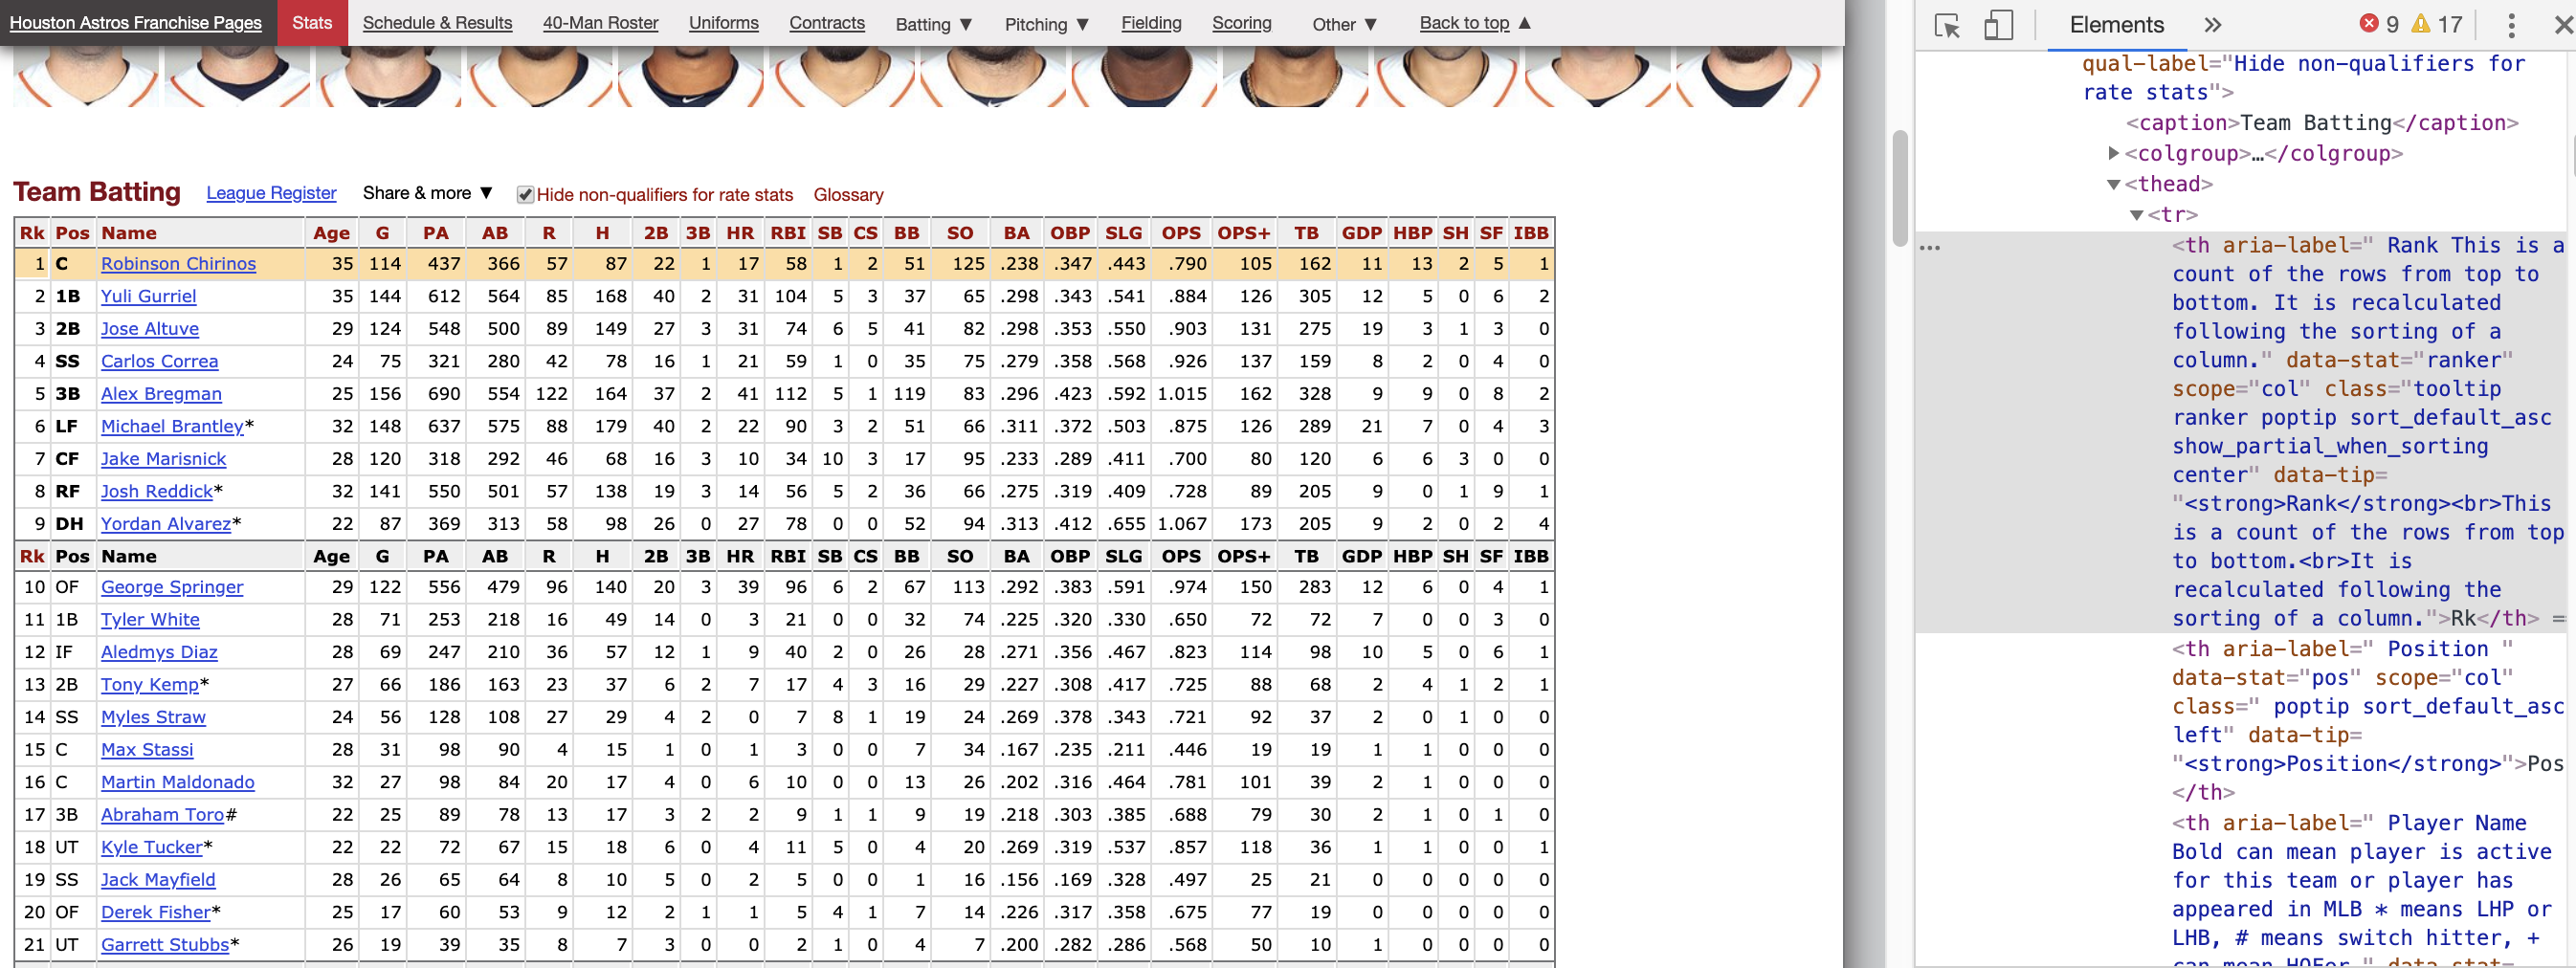 Houston Astros Franchise Pages Stats Schedule & Results 40-Man Roster Uniforms Contracts Batting ▼ Pitching ▼ Fielding Scoring Other ▼ Back to top ▲
Team Batting League Register Share & more ▼ Hide non-qualifiers for rate stats Glossary
Rk Pos Name Age G PA AB R H 2B 3B HR RBI SB CS BB SO BA OBP SLG OPS OPS+ TB GDP HBP SH SF IBB
1 C Robinson Chirinos 35 114 437 366 57 87 22 1 17 58 1 2 51 125 .238 .347 .443 .790 105 162 11 13 2 5 1
2 1B Yuli Gurriel 35 144 612 564 85 168 40 2 31 104 5 3 37 65 .298 .343 .541 .884 126 305 12 5 0 6 2
3 2B Jose Altuve 29 124 548 500 89 149 27 3 31 74 6 5 41 82 .298 .353 .550 .903 131 275 19 3 1 3 0
4 SS Carlos Correa 24 75 321 280 42 78 16 1 21 59 1 0 35 75 .279 .358 .568 .926 137 159 8 2 0 4 0
5 3B Alex Bregman 25 156 690 554 122 164 37 2 41 112 5 1 119 83 .296 .423 .592 1.015 162 328 9 9 0 8 2
6 LF Michael Brantley* 32 148 637 575 88 179 40 2 22 90 3 2 51 66 .311 .372 .503 .875 126 289 21 7 0 4 3
7 CF Jake Marisnick 28 120 318 292 46 68 16 3 10 34 10 3 17 95 .233 .289 .411 .700 80 120 6 6 3 0 0
8 RF Josh Reddick* 32 141 550 501 57 138 19 3 14 56 5 2 36 66 .275 .319 .409 .728 89 205 9 0 1 9 1
9 DH Yordan Alvarez* 22 87 369 313 58 98 26 0 27 78 0 0 52 94 .313 .412 .655 1.067 173 205 9 2 0 2 4
Rk Pos Name Age G PA AB R H 2B 3B HR RBI SB CS BB SO BA OBP SLG OPS OPS+ TB GDP HBP SH SF IBB
10 OF George Springer 29 122 556 479 96 140 20 3 39 96 6 2 67 113 .292 .383 .591 .974 150 283 12 6 0 4 1
11 1B Tyler White 28 71 253 218 16 49 14 0 3 21 0 0 32 74 .225 .320 .330 .650 72 72 7 0 0 3 0
12 IF Aledmys Diaz 28 69 247 210 36 57 12 1 9 40 2 0 26 28 .271 .356 .467 .823 114 98 10 5 0 6 1
13 2B Tony Kemp* 27 66 186 163 23 37 6 2 7 17 4 3 16 29 .227 .308 .417 .725 88 68 2 4 1 2 1
14 SS Myles Straw 24 56 128 108 27 29 4 2 0 7 8 1 19 24 .269 .378 .343 .721 92 37 2 0 1 0 0
15 C Max Stassi 28 31 98 90 4 15 1 0 1 3 0 0 7 34 .167 .235 .211 .446 19 19 1 1 0 0 0
16 C Martin Maldonado 32 27 98 84 20 17 4 0 6 10 0 0 13 26 .202 .316 .464 .781 101 39 2 1 0 0 0
17 3B Abraham Toro# 22 25 89 78 13 17 3 2 2 9 1 1 9 19 .218 .303 .385 .688 79 30 2 1 0 1 0
18 UT Kyle Tucker* 22 22 72 67 15 18 6 0 4 11 5 0 4 20 .269 .319 .537 .857 118 36 1 1 0 0 1
19 SS Jack Mayfield 28 26 65 64 8 10 5 0 2 5 0 0 1 16 .156 .169 .328 .497 25 21 0 0 0 0 0
20 OF Derek Fisher* 25 17 60 53 9 12 2 1 1 5 4 1 7 14 .226 .317 .358 .675 77 19 0 0 0 0 0
21 UT Garrett Stubbs* 26 19 39 35 8 7 3 0 0 2 1 0 4 7 .200 .282 .286 .568 50 10 1 0 0 0 0
Elements » 9 17
qual-label="Hide non-qualifiers for
rate stats">
<caption>Team Batting</caption>
▶<colgroup>…</colgroup>
▼<thead>
▼<tr>
<th aria-label=" Rank This is a
count of the rows from top to
bottom. It is recalculated
following the sorting of a
column." data-stat="ranker"
scope="col" class="tooltip
ranker poptip sort_default_asc
show_partial_when_sorting
center" data-tip=
"<strong>Rank</strong><br>This
is a count of the rows from top
to bottom.<br>It is
recalculated following the
sorting of a column.">Rk</th> =
<th aria-label=" Position "
data-stat="pos" scope="col"
class=" poptip sort_default_asc
left" data-tip=
"<strong>Position</strong>">Pos
</th>
<th aria-label=" Player Name
Bold can mean player is active
for this team or player has
appeared in MLB * means LHP or
LHB, # means switch hitter, +
can mean HOFer." data-stat=